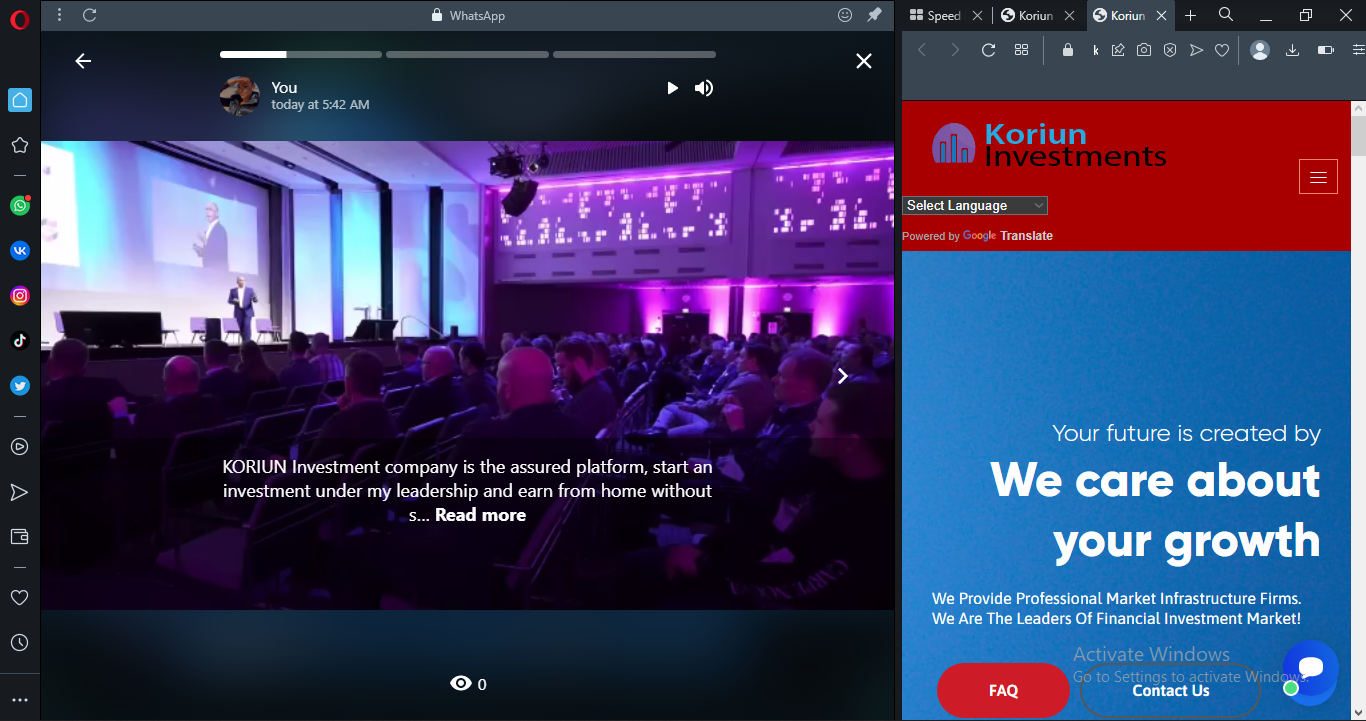 WhatsApp
You
today at 5:42 AM
KORIUN Investment company is the assured platform, start an
investment under my leadership and earn from home without
s... Read more
0
Speed
Koriun
Koriun
k
Koriun
Investments
Select Language
Powered by Google Translate
Your future is created by
We care about
your growth
We Provide Professional Market Infrastructure Firms.
We Are The Leaders Of Financial Investment Market!
Activate Windows
Go to Settings to activate Windows.
FAQ
Contact Us